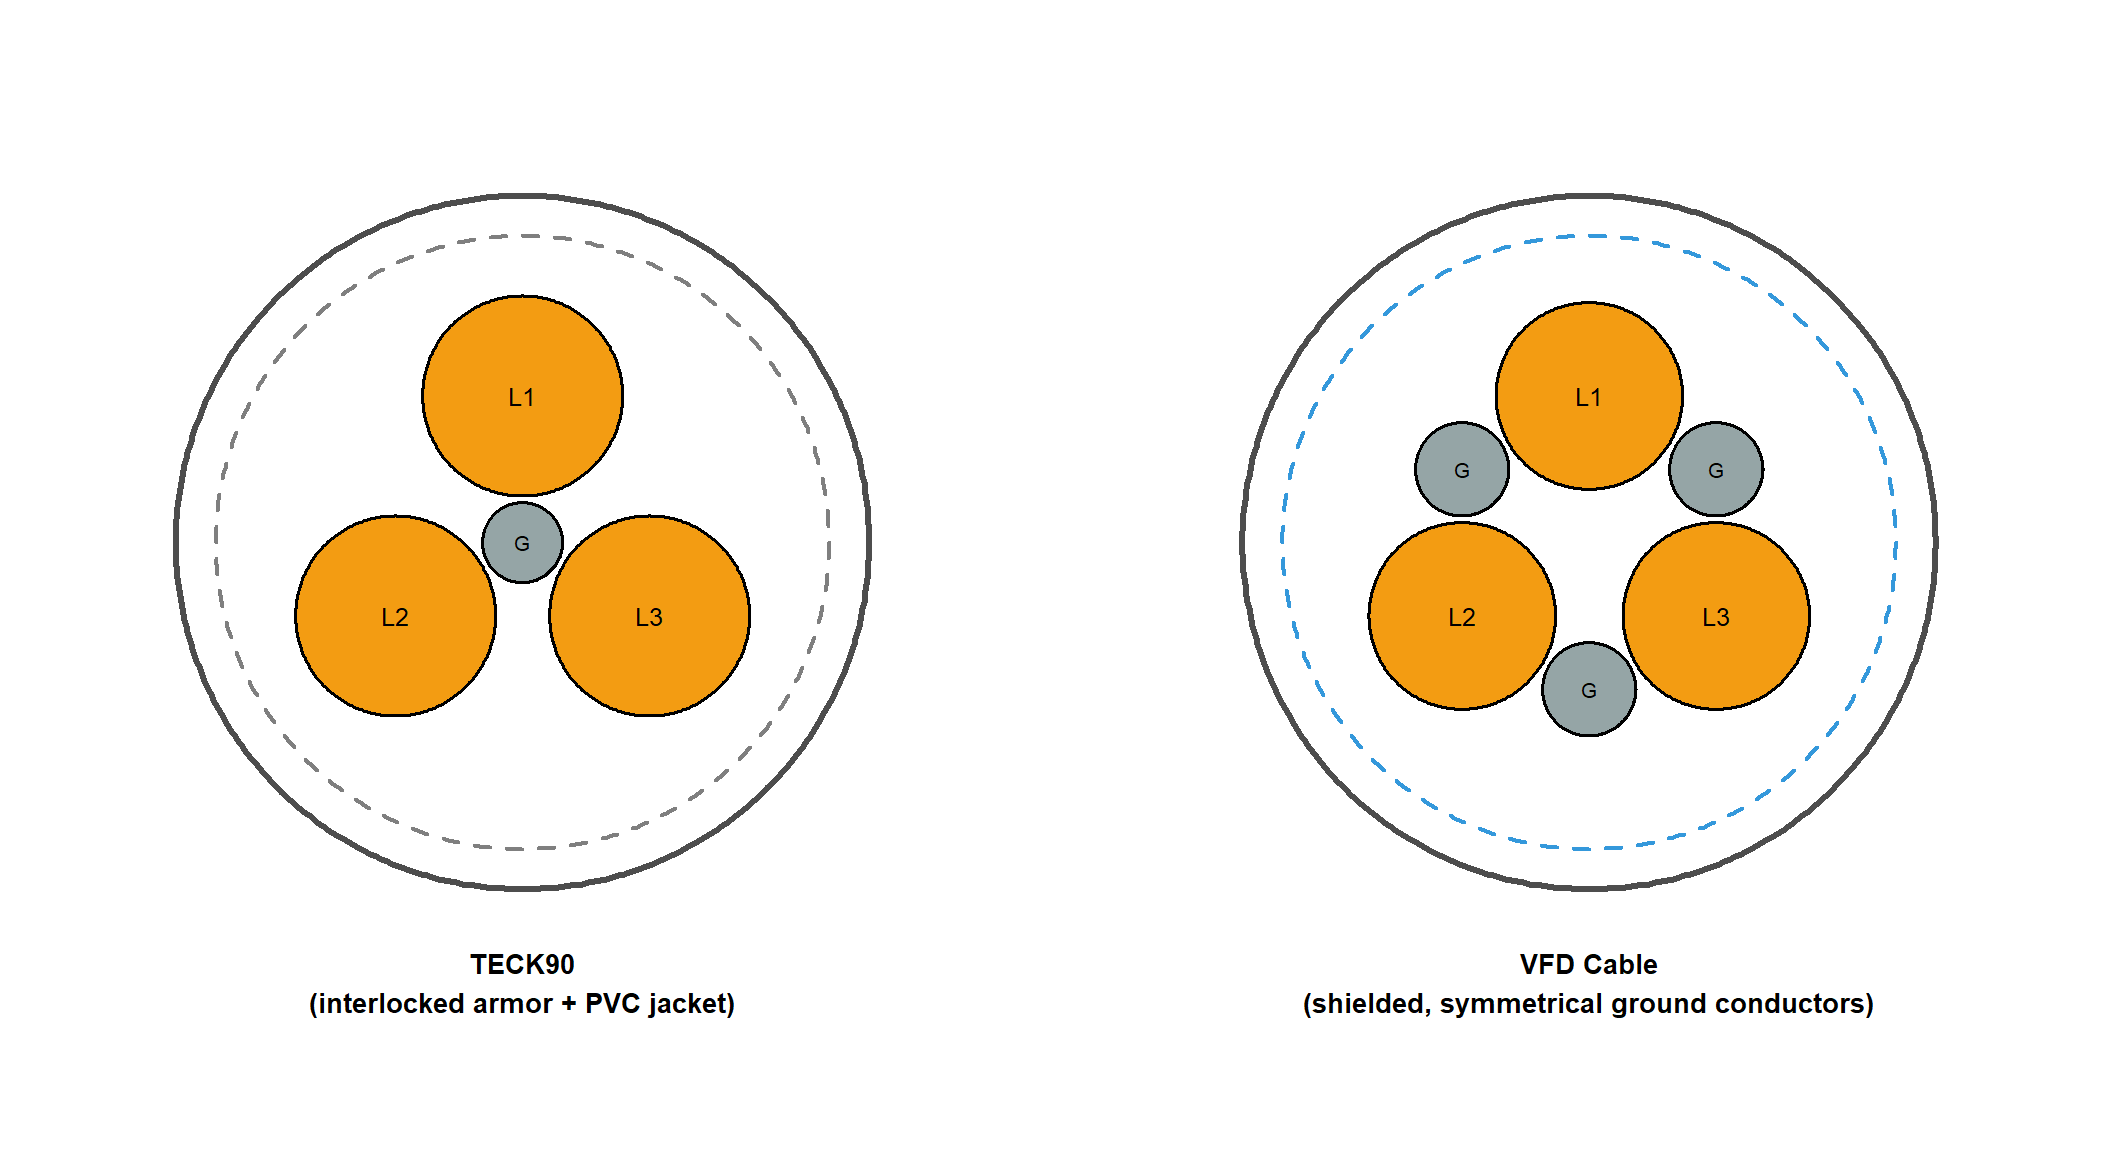 L1
G
L2
L3
TECK90
(interlocked armor + PVC jacket)
L1
G
G
L2
L3
G
VFD Cable
(shielded, symmetrical ground conductors)